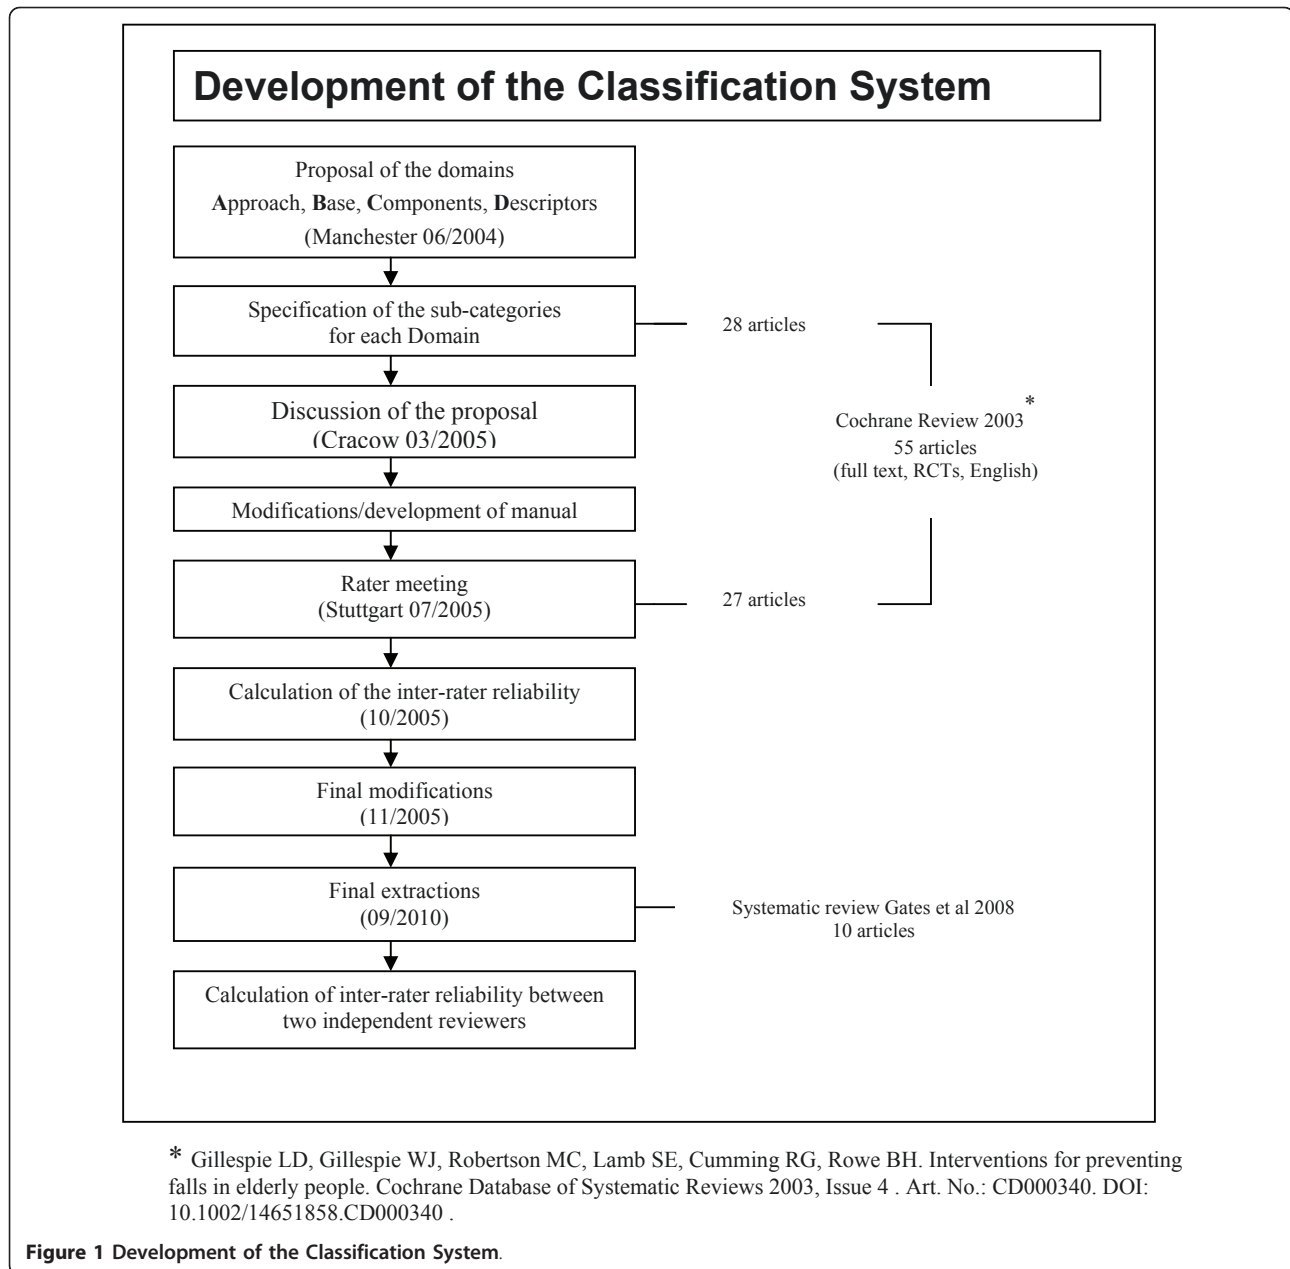 Development of the Classification System
Proposal of the domains
Approach, Base, Components, Descriptors
(Manchester 06/2004)
Specification of the sub-categories
for each Domain
28 articles
Discussion of the proposal
(Cracow 03/2005)
Cochrane Review 2003*
55 articles
(full text, RCTs, English)
Modifications/development of manual
Rater meeting
(Stuttgart 07/2005)
27 articles
Calculation of the inter-rater reliability
(10/2005)
Final modifications
(11/2005)
Final extractions
(09/2010)
Systematic review Gates et al 2008
10 articles
Calculation of inter-rater reliability between
two independent reviewers
* Gillespie LD, Gillespie WJ, Robertson MC, Lamb SE, Cumming RG, Rowe BH. Interventions for preventing
falls in elderly people. Cochrane Database of Systematic Reviews 2003, Issue 4 . Art. No.: CD000340. DOI:
10.1002/14651858.CD000340 .
Figure 1 Development of the Classification System.